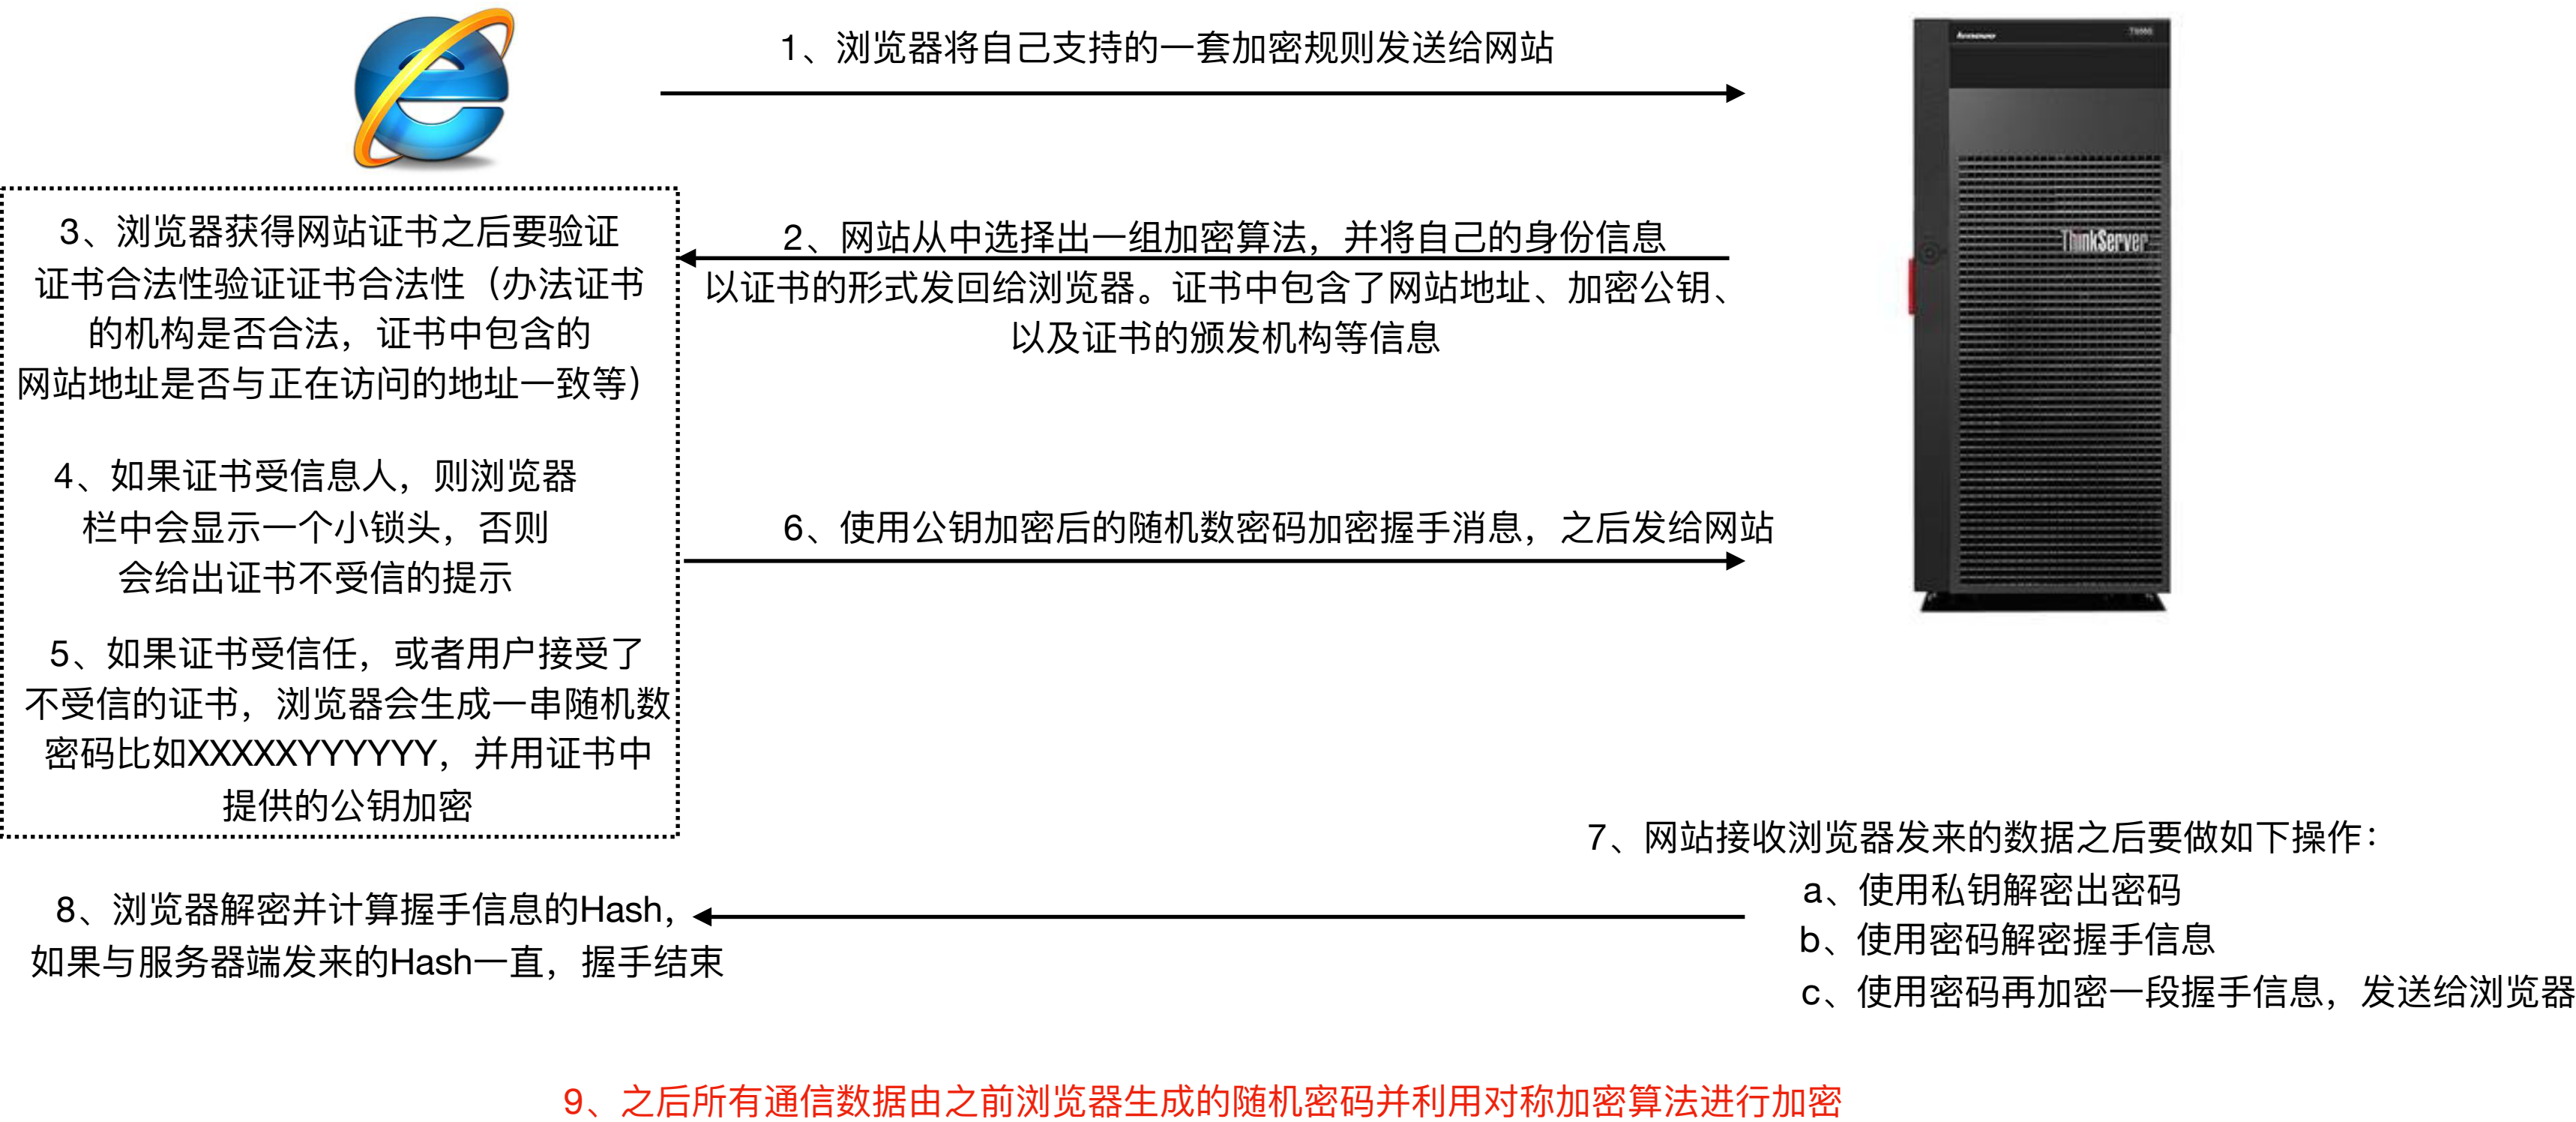 1、浏览器将自己支持的一套加密规则发送给网站
2、网站从中选择出一组加密算法，并将自己的身份信息
以证书的形式发回给浏览器。证书中包含了网站地址、加密公钥、
以及证书的颁发机构等信息
3、浏览器获得网站证书之后要验证
证书合法性验证证书合法性（办法证书
的机构是否合法，证书中包含的
网站地址是否与正在访问的地址一致等）
4、如果证书受信息人，则浏览器
栏中会显示一个小锁头，否则
会给出证书不受信的提示
5、如果证书受信任，或者用户接受了
不受信的证书，浏览器会生成一串随机数
密码比如XXXXXYYYYYY，并用证书中
提供的公钥加密
6、使用公钥加密后的随机数密码加密握手消息，之后发给网站
7、网站接收浏览器发来的数据之后要做如下操作：
a、使用私钥解密出密码
b、使用密码解密握手信息
c、使用密码再加密一段握手信息，发送给浏览器
8、浏览器解密并计算握手信息的Hash，
如果与服务器端发来的Hash一直，握手结束
9、之后所有通信数据由之前浏览器生成的随机密码并利用对称加密算法进行加密
ThinkServer